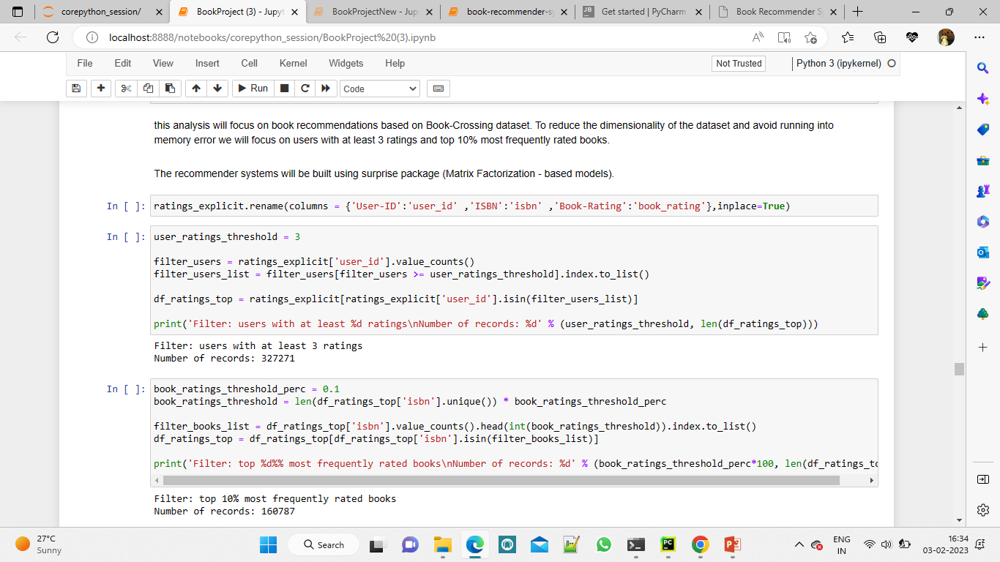 corepython_session/
BookProject (3) - Jupyt
BookProjectNew - Jup
book-recommender-sy
Get started | PyCharm
Book Recommender Sy
localhost:8888/notebooks/corepython_session/BookProject%20(3).ipynb
File Edit View Insert Cell Kernel Widgets Help
Not Trusted
Python 3 (ipykernel)
Run
Code
this analysis will focus on book recommendations based on Book-Crossing dataset. To reduce the dimensionality of the dataset and avoid running into
memory error we will focus on users with at least 3 ratings and top 10% most frequently rated books.
The recommender systems will be built using surprise package (Matrix Factorization - based models).
In [ ]: ratings_explicit.rename(columns = {'User-ID':'user_id' ,'ISBN':'isbn' ,'Book-Rating':'book_rating'},inplace=True)
In [ ]: user_ratings_threshold = 3
filter_users = ratings_explicit['user_id'].value_counts()
filter_users_list = filter_users[filter_users >= user_ratings_threshold].index.to_list()
df_ratings_top = ratings_explicit[ratings_explicit['user_id'].isin(filter_users_list)]
print('Filter: users with at least %d ratings\nNumber of records: %d' % (user_ratings_threshold, len(df_ratings_top)))
Filter: users with at least 3 ratings
Number of records: 327271
In [ ]: book_ratings_threshold_perc = 0.1
book_ratings_threshold = len(df_ratings_top['isbn'].unique()) * book_ratings_threshold_perc
filter_books_list = df_ratings_top['isbn'].value_counts().head(int(book_ratings_threshold)).index.to_list()
df_ratings_top = df_ratings_top[df_ratings_top['isbn'].isin(filter_books_list)]
print('Filter: top %d%% most frequently rated books\nNumber of records: %d' % (book_ratings_threshold_perc*100, len(df_ratings_to
Filter: top 10% most frequently rated books
Number of records: 160787
27°C
Sunny
Search
ENG
IN
16:34
03-02-2023